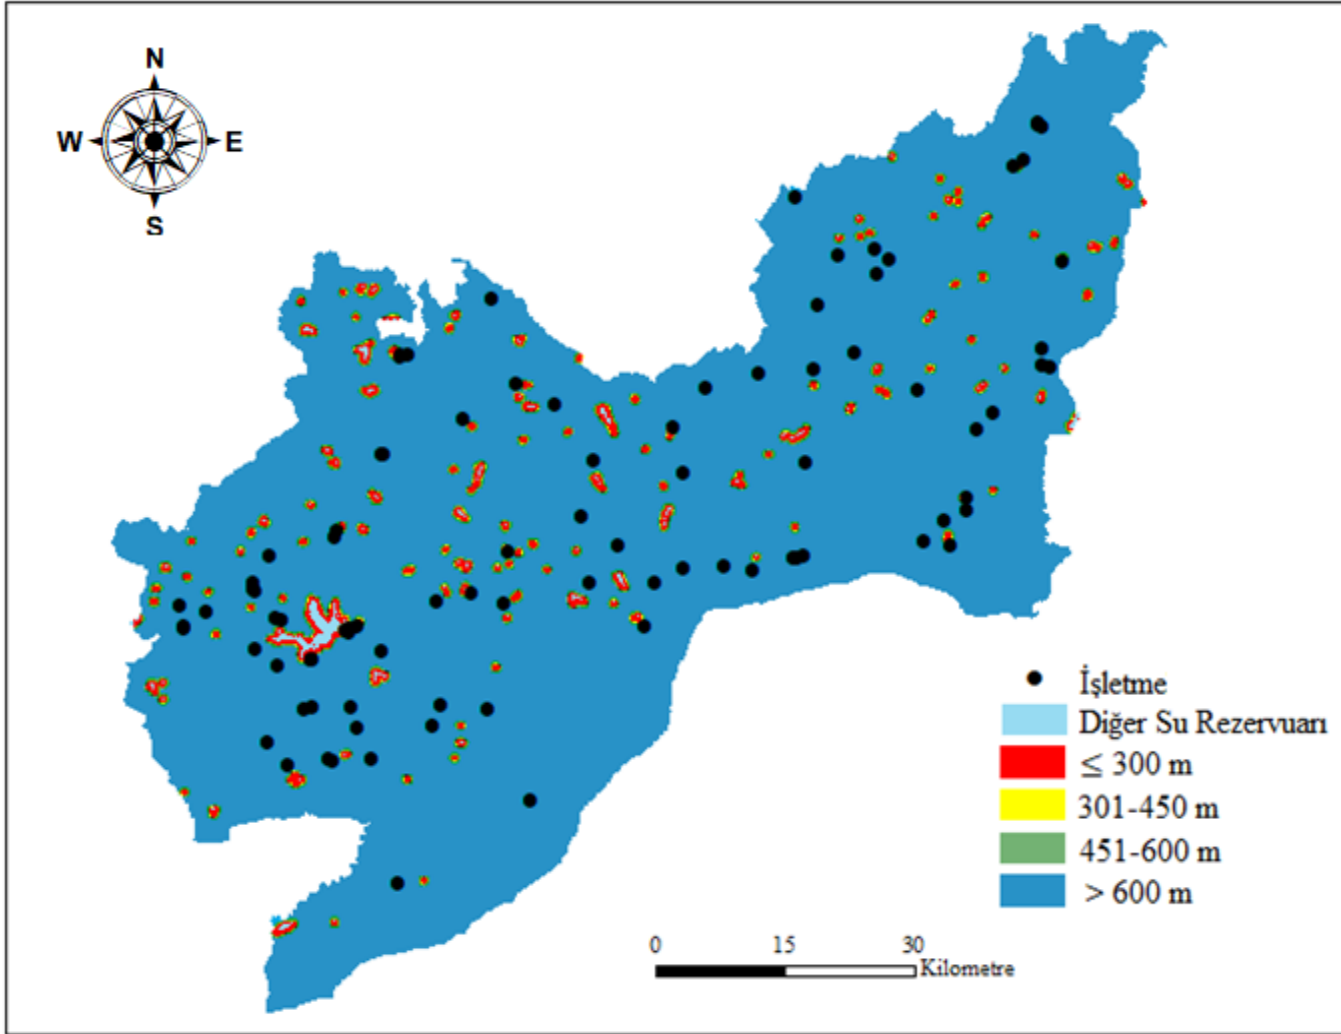 N
W E
S
İşletme
Diğer Su Rezervuarı
≤ 300 m
301-450 m
451-600 m
> 600 m
0 15 30
Kilometre